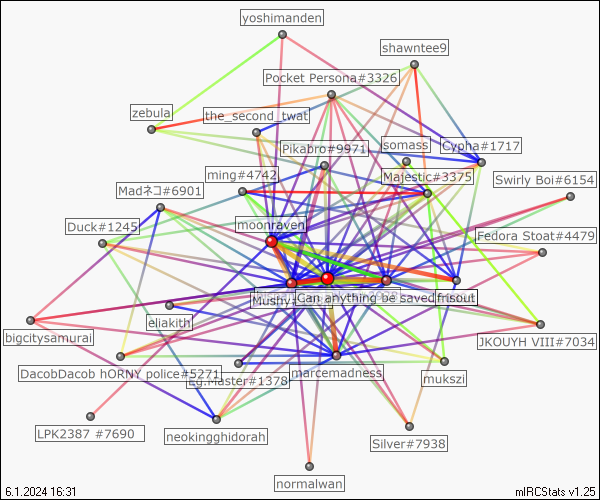 yoshimanden
shawntee9
Pocket Persona#3326
zebula
the_second_twat
somass
Cypha#1717
Pikabro#9971
ming#4742
Majestic#3375
Swirly Boi#6154
Madネコ#6901
Duck#1245
moonraven
Fedora Stoat#4479
Mushy
Can anything be saved
frisout
eliakith
bigcitysamurai
JKOUYH VIII#7034
DacobDacob hORNY police#5271
Eg.Master#1378
marcemadness
mukszi
LPK2387 #7690
neokingghidorah
Silver#7938
normalwan
6.1.2024 16:31
mIRCStats v1.25